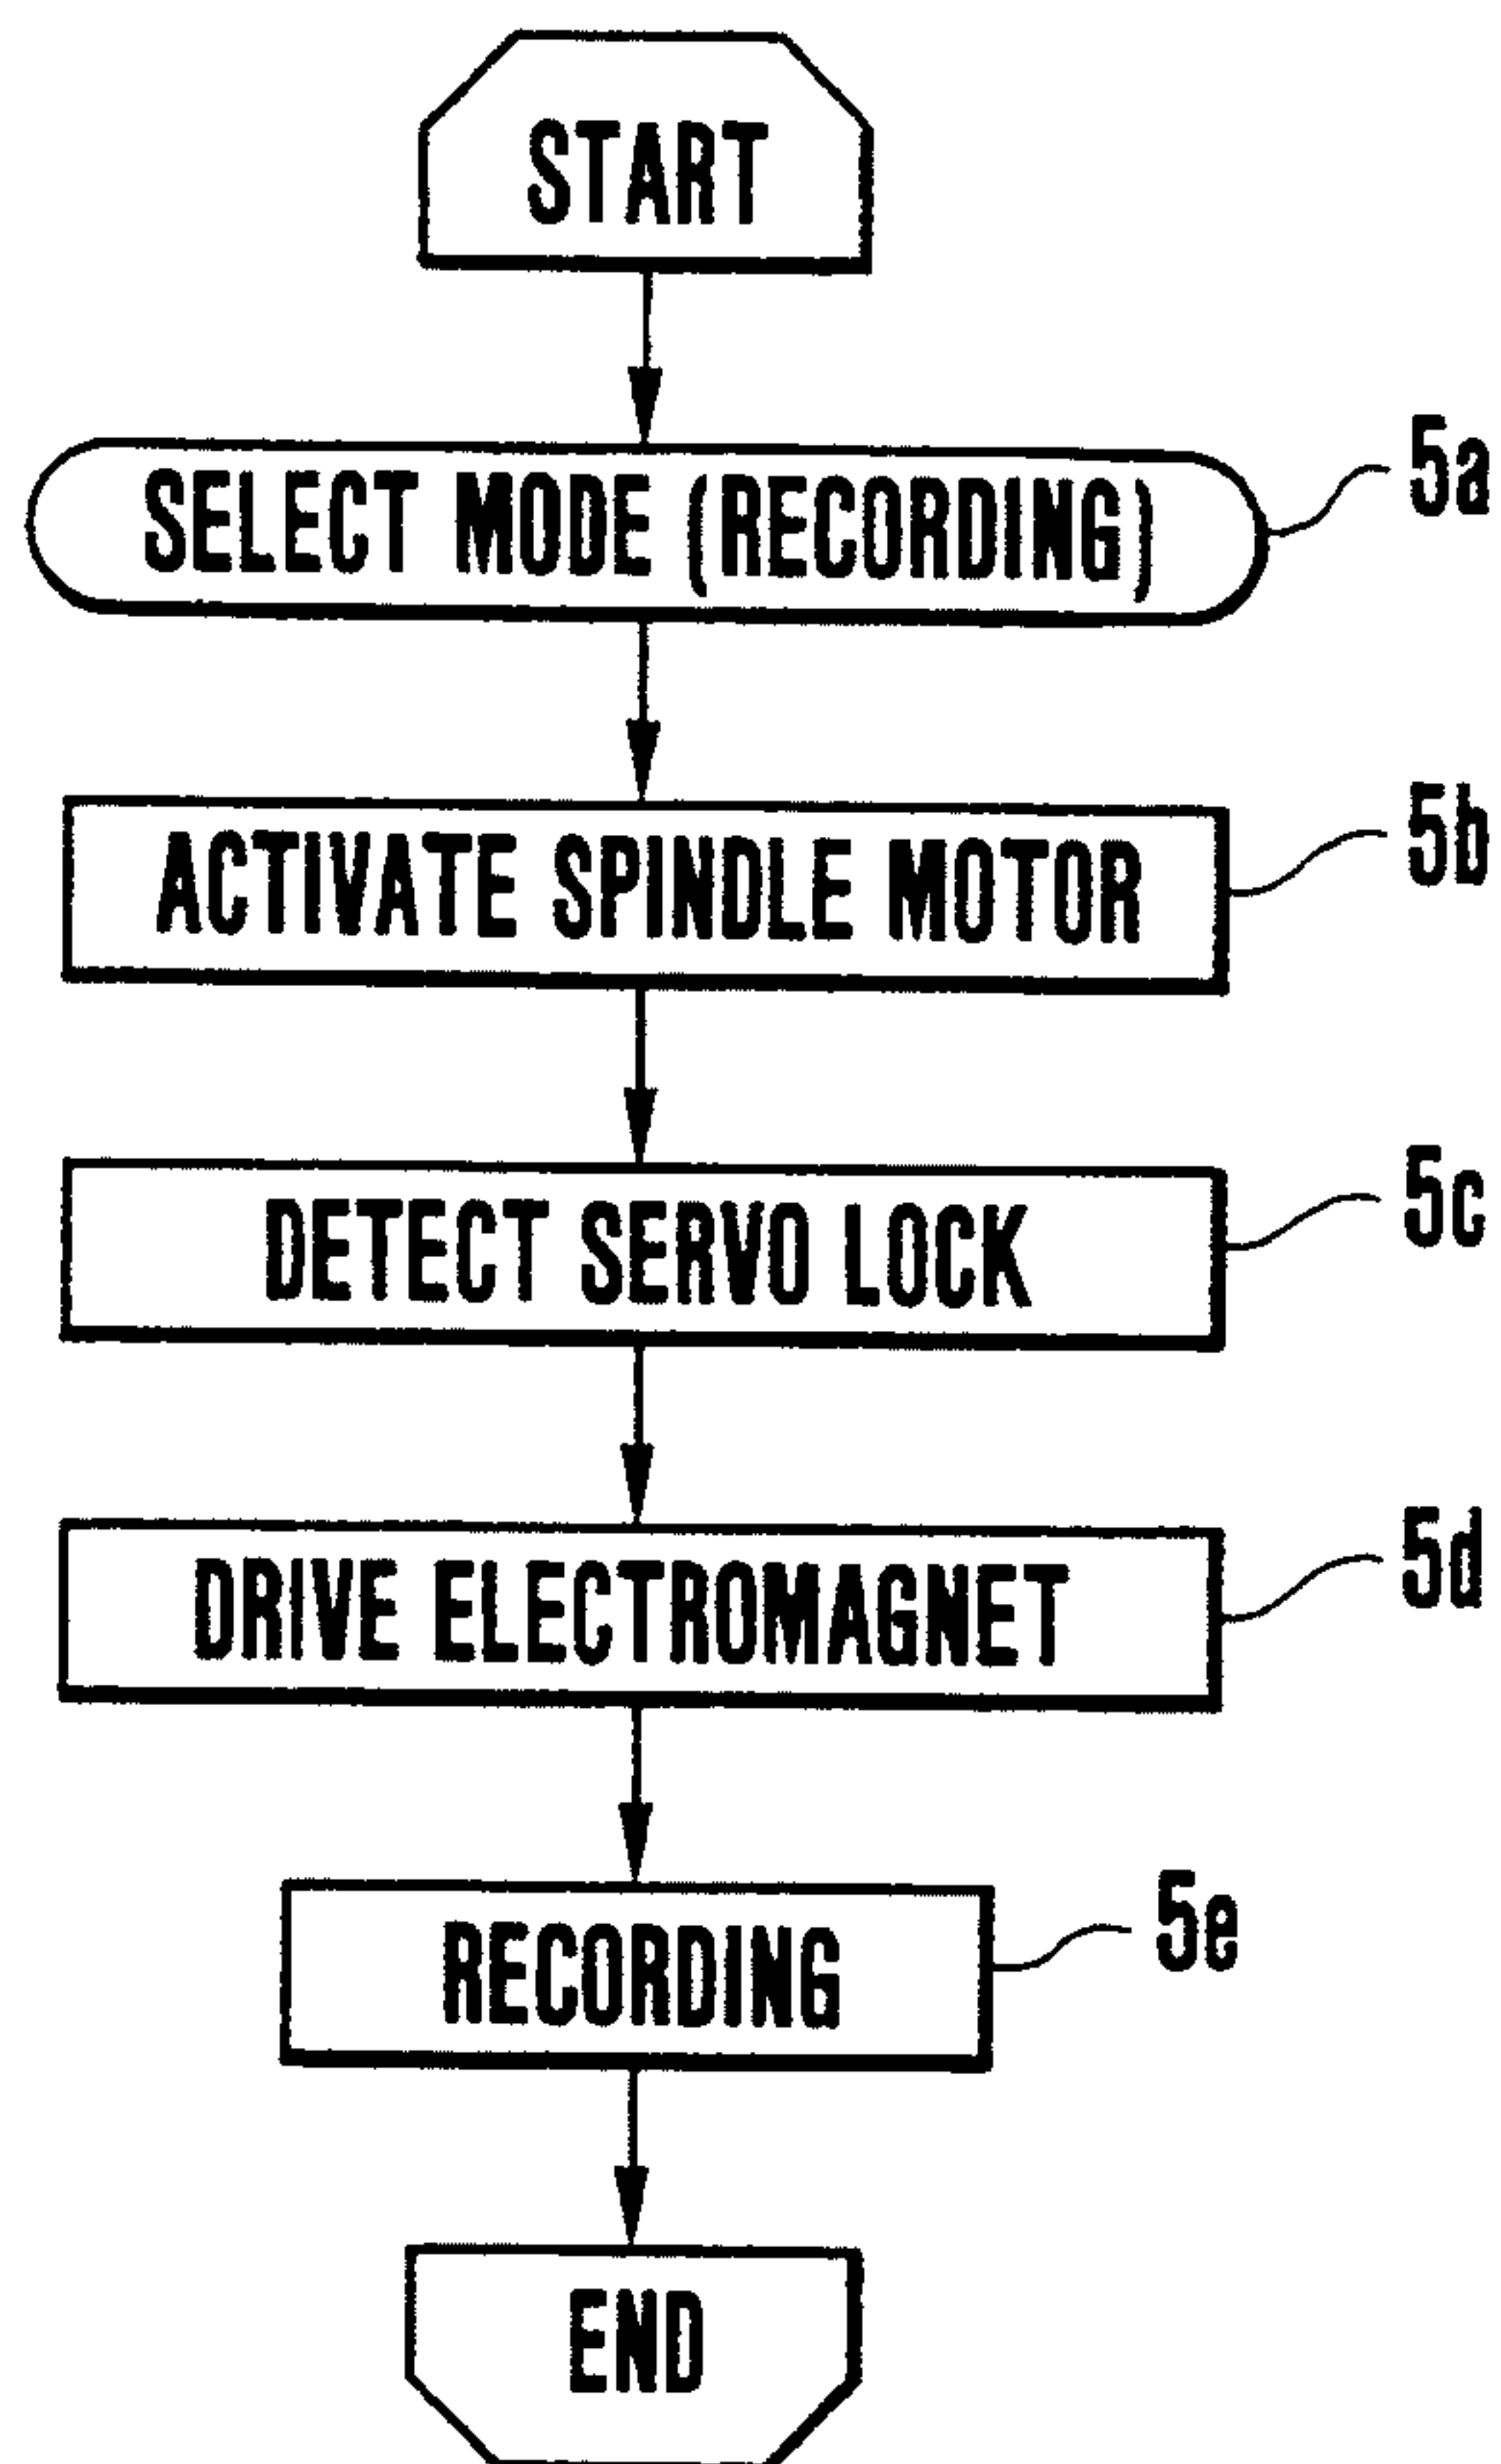 START
SELECT MODE (RECORDING)
5a
ACTIVATE SPINDLE MOTOR
5b
DETECT SERVO LOCK
5c
DRIVE ELECTROMAGNET
5d
RECORDING
5e
END